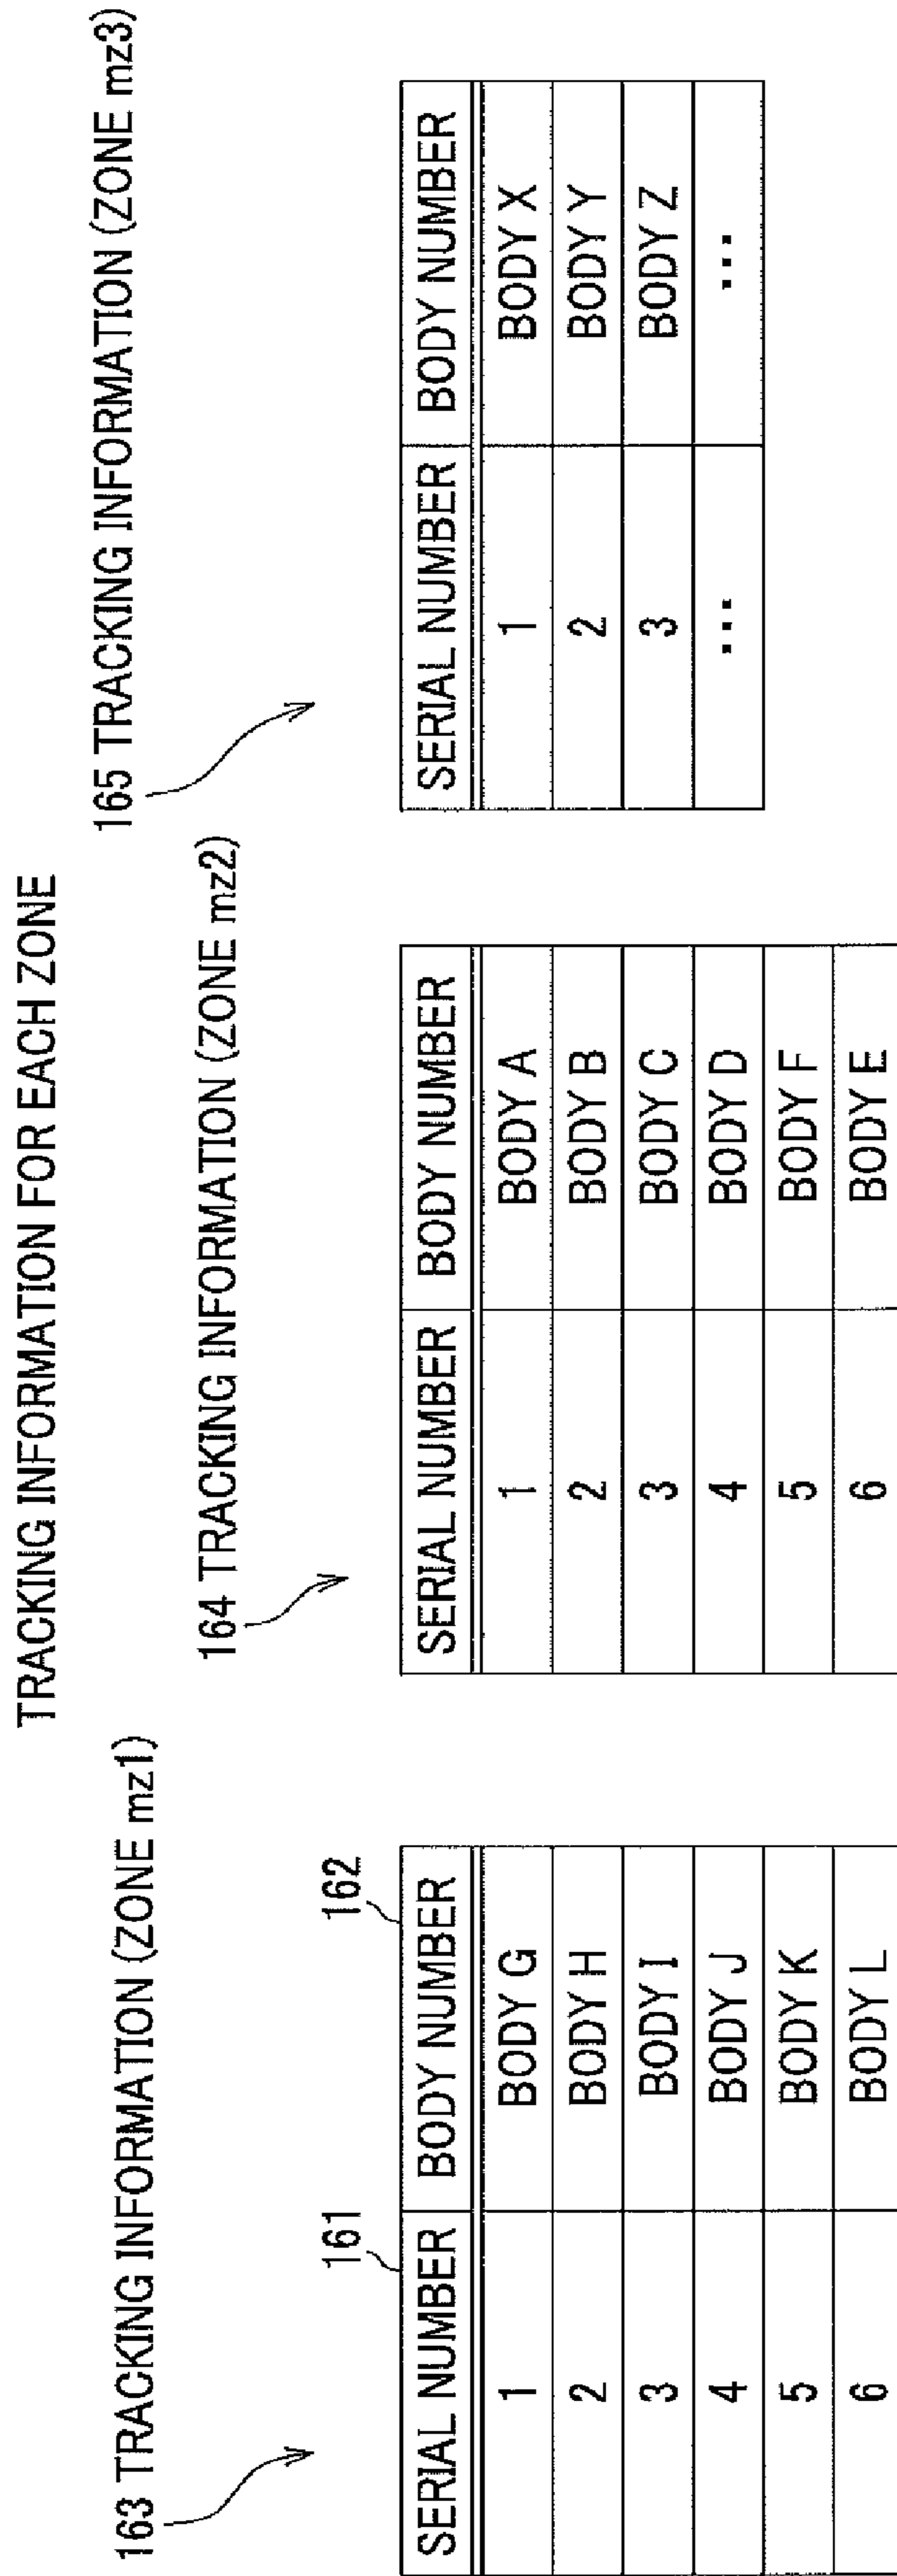 TRACKING INFORMATION FOR EACH ZONE
163 TRACKING INFORMATION (ZONE mz1)
161
162
SERIAL NUMBER BODY NUMBER
1 BODY G
2 BODY H
3 BODY I
4 BODY J
5 BODY K
6 BODY L
164 TRACKING INFORMATION (ZONE mz2)
SERIAL NUMBER BODY NUMBER
1 BODY A
2 BODY B
3 BODY C
4 BODY D
5 BODY F
6 BODY E
165 TRACKING INFORMATION (ZONE mz3)
SERIAL NUMBER BODY NUMBER
1 BODY X
2 BODY Y
3 BODY Z
... ...